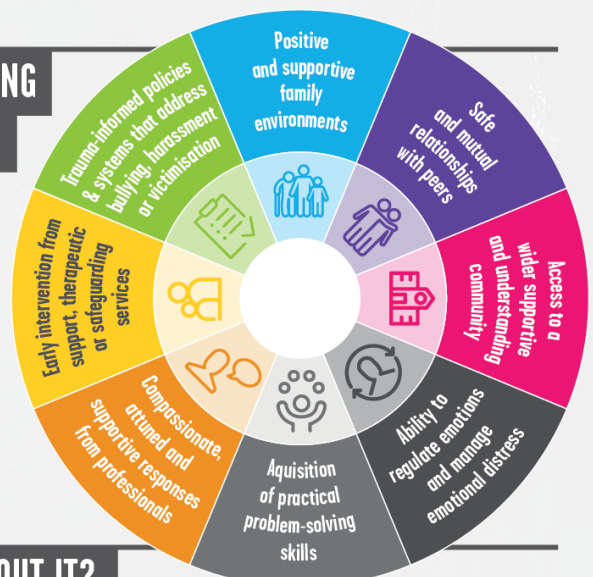 NG
Positive
and supportive
family
environments
Safe
and mutual
relationships
with peers
Access to a
wider supportive
and understanding
community
Ability to
regulate emotions
and manage
emotional distress
Aquisition
of practical
problem-solving
skills
Compassionate,
attuned and
supportive responses
from professionals
Early intervention from
support, therapeutic
or safeguarding
services
Trauma-informed policies
& systems that address
bullying, harassment
or victimisation
OUT IT?